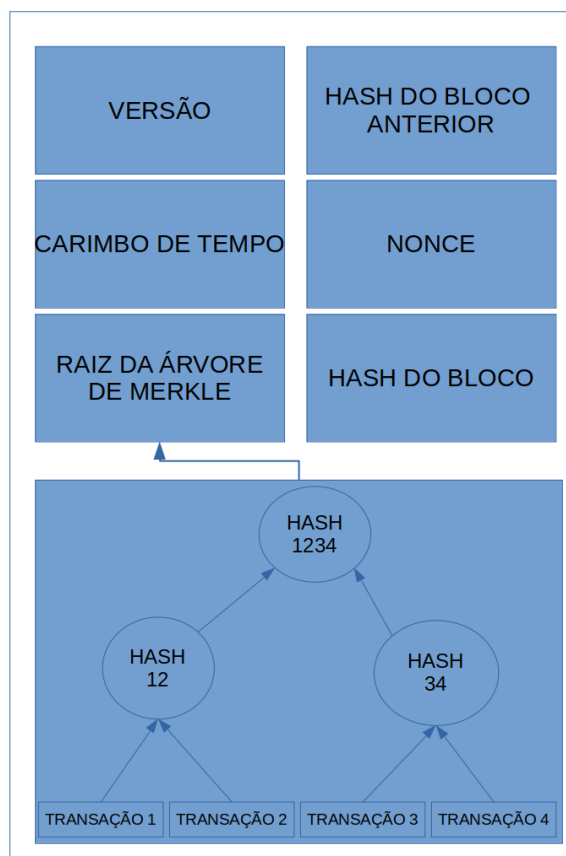 VERSÃO
HASH DO BLOCO
ANTERIOR
CARIMBO DE TEMPO
NONCE
RAIZ DA ÁRVORE
DE MERKLE
HASH DO BLOCO
HASH
1234
HASH
12
HASH
34
TRANSAÇÃO 1
TRANSAÇÃO 2
TRANSAÇÃO 3
TRANSAÇÃO 4